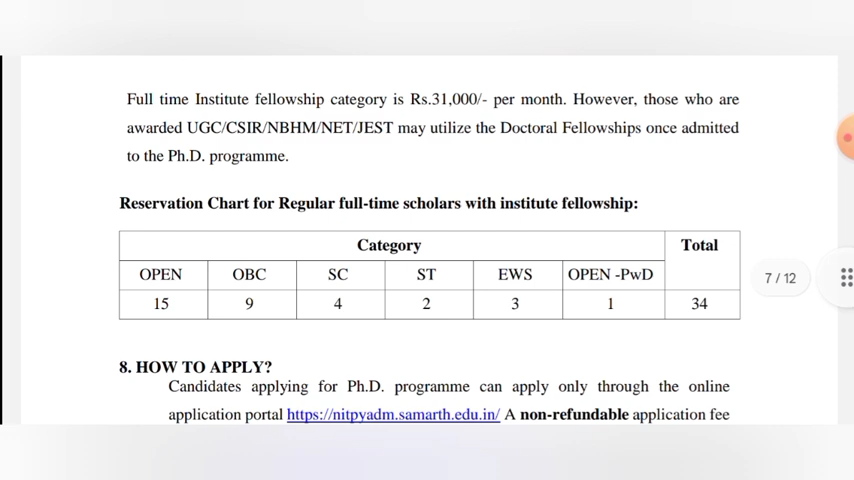 Full time Institute fellowship category is Rs.31,000/- per month. However, those who are
awarded UGC/CSIR/NBHM/NET/JEST may utilize the Doctoral Fellowships once admitted
to the Ph.D. programme.
Reservation Chart for Regular full-time scholars with institute fellowship:
Category Total
OPEN OBC SC ST EWS OPEN -PwD
15 9 4 2 3 1 34
7 / 12
8. HOW TO APPLY?
Candidates applying for Ph.D. programme can apply only through the online
application portal https://nitpyadm.samarth.edu.in/ A non-refundable application fee